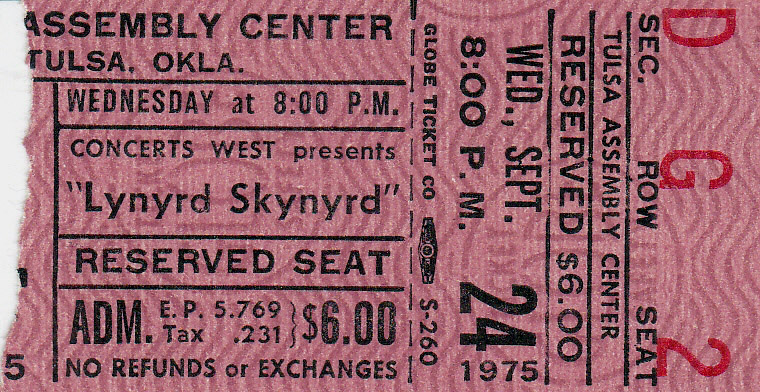 ASSEMBLY CENTER
TULSA, OKLA.
WEDNESDAY at 8:00 P.M.
CONCERTS WEST presents
"Lynyrd Skynyrd"
RESERVED SEAT
ADM. E.P. 5.769 } $6.00
Tax .231
NO REFUNDS or EXCHANGES
5
GLOBE TICKET CO S-260
8:00 P.M.
WED., SEPT. 24
1975
RESERVED $6.00
TULSA ASSEMBLY CENTER
SEC. ROW SEAT
D G 2